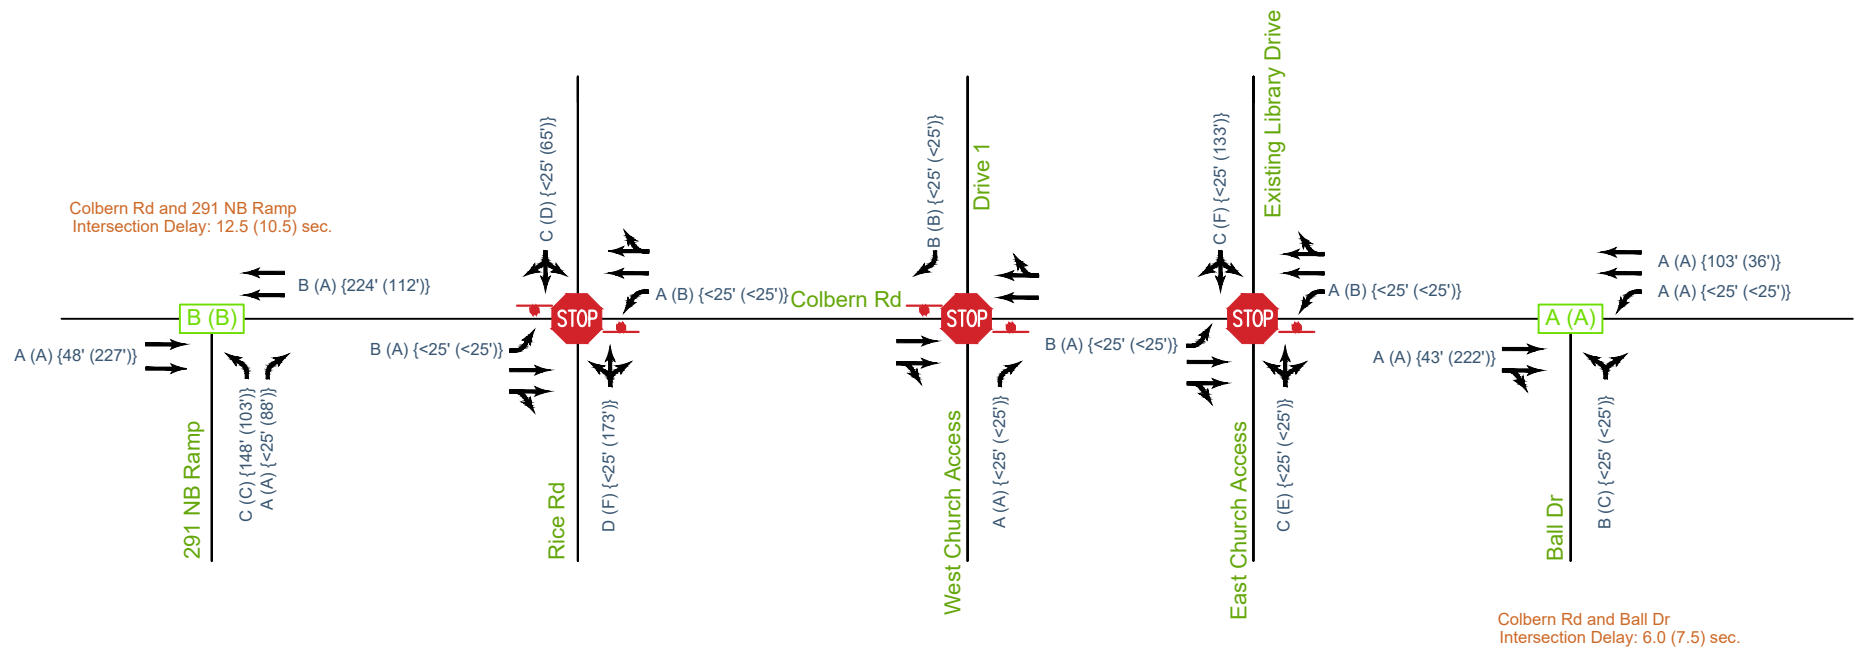 Existing Library Drive
C (D) {<25' (65')}
B (B) {<25' (<25')}
Drive 1
C (F) {<25' (133')}
Colbern Rd and 291 NB Ramp
Intersection Delay: 12.5 (10.5) sec.
B (A) {224' (112')}
A (B) {<25' (<25')}
Colbern Rd
A (B) {<25' (<25')}
A (A) {103' (36')}
A (A) {<25' (<25')}
B (B)
STOP
STOP
STOP
A (A)
A (A) {48' (227')}
B (A) {<25' (<25')}
B (A) {<25' (<25')}
A (A) {43' (222')}
291 NB Ramp
C (C) {148' (103')}
A (A) {<25' (88')}
Rice Rd
D (F) {<25' (173')}
West Church Access
A (A) {<25' (<25')}
East Church Access
C (E) {<25' (<25')}
Ball Dr
B (C) {<25' (<25')}
Colbern Rd and Ball Dr
Intersection Delay: 6.0 (7.5) sec.